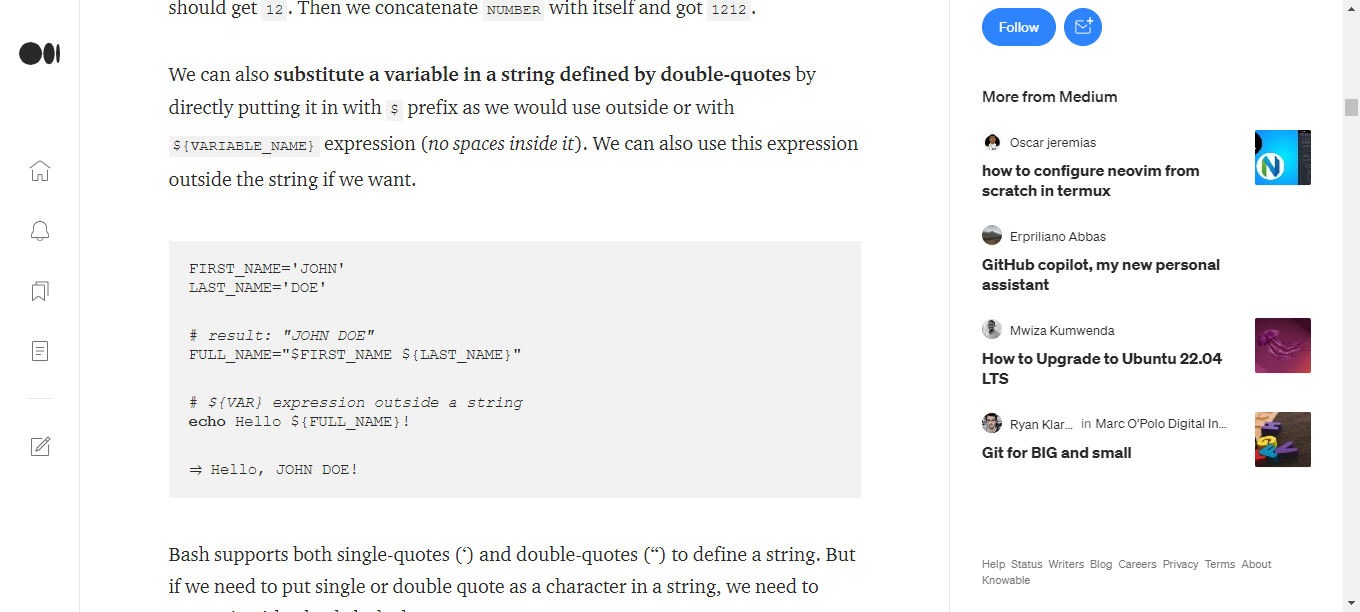 should get 12. Then we concatenate NUMBER with itself and got 1212.
We can also substitute a variable in a string defined by double-quotes by
directly putting it in with $ prefix as we would use outside or with
${VARIABLE_NAME} expression (no spaces inside it). We can also use this expression
outside the string if we want.
FIRST_NAME='JOHN'
LAST_NAME='DOE'
# result: "JOHN DOE"
FULL_NAME="$FIRST_NAME ${LAST_NAME}"
# ${VAR} expression outside a string
echo Hello ${FULL_NAME}!
⇒ Hello, JOHN DOE!
Bash supports both single-quotes (‘) and double-quotes (“) to define a string. But
if we need to put single or double quote as a character in a string, we need to
Follow
More from Medium
Oscar jeremias
how to configure neovim from
scratch in termux
Erpriliano Abbas
GitHub copilot, my new personal
assistant
Mwiza Kumwenda
How to Upgrade to Ubuntu 22.04
LTS
Ryan Klar... in Marc O’Polo Digital In...
Git for BIG and small
Help Status Writers Blog Careers Privacy Terms About
Knowable